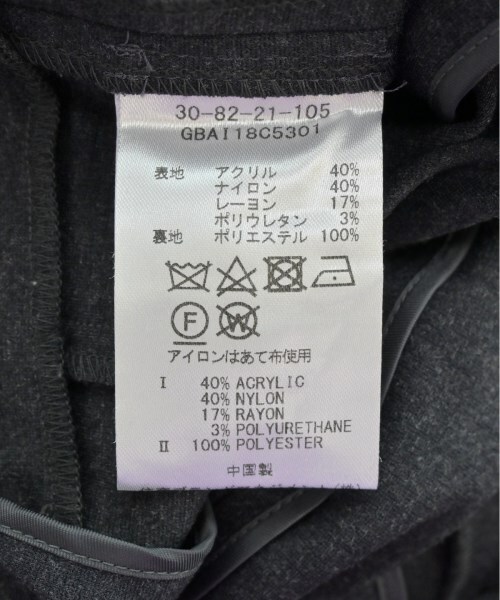 30-82-21-105
GBAI18C5301
表地 アクリル 40%
ナイロン 40%
レーヨン 17%
ポリウレタン 3%
裏地 ポリエステル 100%
F W
アイロンはあて布使用
I 40% ACRYLIC
40% NYLON
17% RAYON
3% POLYURETHANE
II 100% POLYESTER
中国製